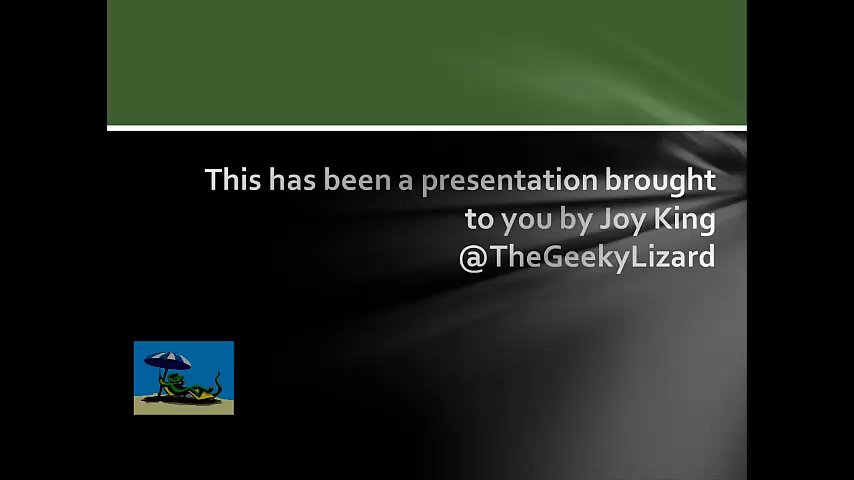 This has been a presentation brought
to you by Joy King
@TheGeekyLizard